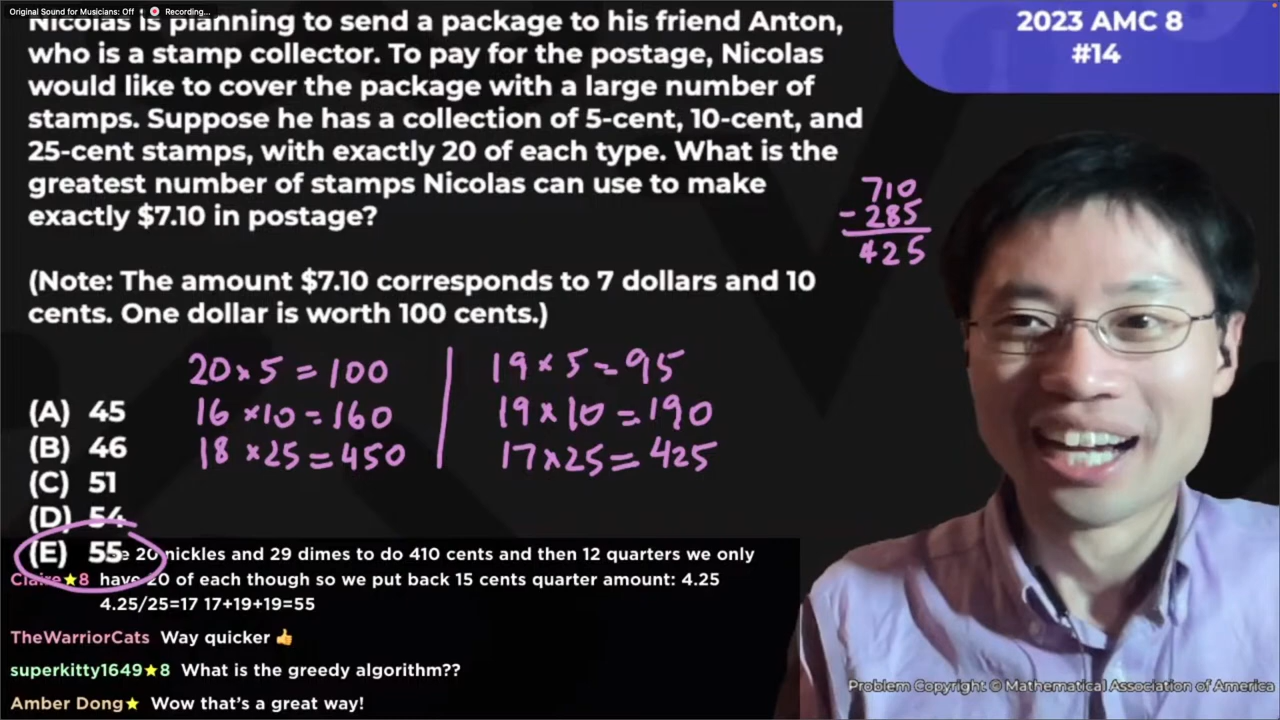 Original Sound for Musicians: Off
Recording...
Nicolas is planning to send a package to his friend Anton,
who is a stamp collector. To pay for the postage, Nicolas
would like to cover the package with a large number of
stamps. Suppose he has a collection of 5-cent, 10-cent, and
25-cent stamps, with exactly 20 of each type. What is the
greatest number of stamps Nicolas can use to make
exactly $7.10 in postage?
(Note: The amount $7.10 corresponds to 7 dollars and 10
cents. One dollar is worth 100 cents.)
2023 AMC 8
#14
710
-285
425
20×5=100
16×10=160
18×25=450
19×5=95
19×10=190
17×25=425
(A) 45
(B) 46
(C) 51
(D) 54
(E) 55
20 nickles and 29 dimes to do 410 cents and then 12 quarters we only
Claire★8 have 20 of each though so we put back 15 cents quarter amount: 4.25
4.25/25=17 17+19+19=55
TheWarriorCats Way quicker 👍
superkitty1649★8 What is the greedy algorithm??
Amber Dong★ Wow that's a great way!
Problem Copyright © Mathematical Association of America